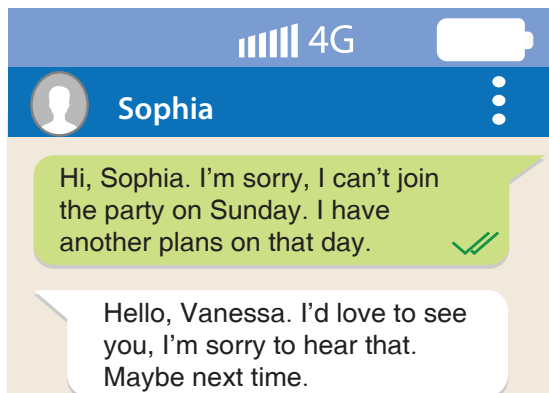 4G
Sophia
Hi, Sophia. I’m sorry, I can’t join
the party on Sunday. I have
another plans on that day.
Hello, Vanessa. I’d love to see
you, I’m sorry to hear that.
Maybe next time.